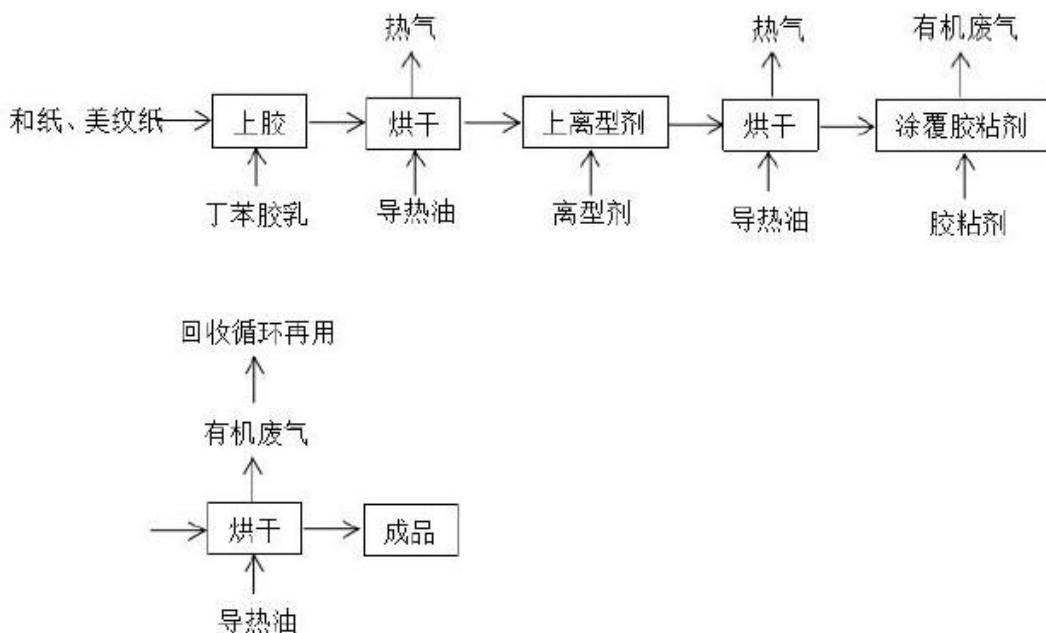 热气 热气 有机废气
和纸、美纹纸 上胶 烘干 上离型剂 烘干 涂覆胶粘剂
丁苯胶乳 导热油 离型剂 导热油 胶粘剂
回收循环再用
有机废气
烘干 成品
导热油